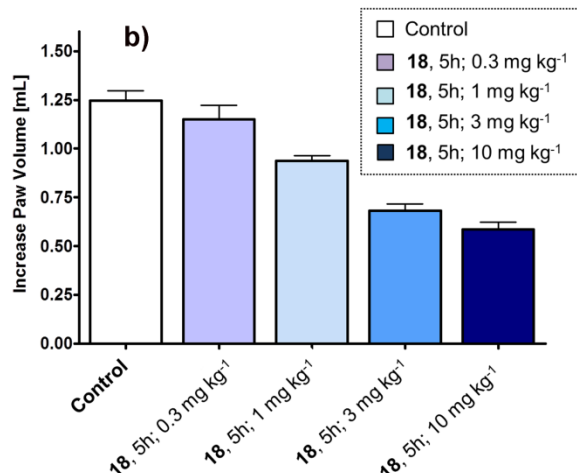 b)
Increase Paw Volume [mL]
1.50
1.25
1.00
0.75
0.50
0.25
0.00
Control
18, 5h; 0.3 mg kg⁻¹
18, 5h; 1 mg kg⁻¹
18, 5h; 3 mg kg⁻¹
18, 5h; 10 mg kg⁻¹
Control
18, 5h; 0.3 mg kg⁻¹
18, 5h; 1 mg kg⁻¹
18, 5h; 3 mg kg⁻¹
18, 5h; 10 mg kg⁻¹